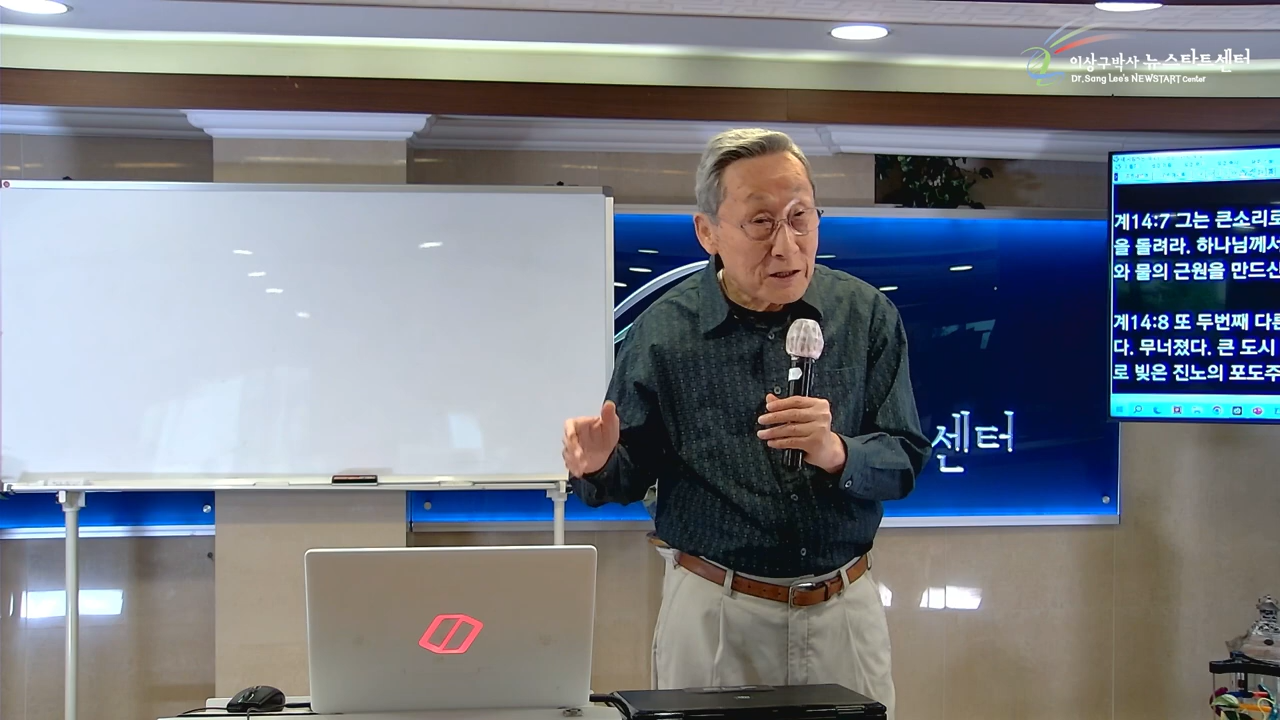 이상구박사 뉴스타트센터
Dr.Sang Lee's NEWSTART Center
계14:7 그는 큰소리로
을 돌려라. 하나님께서
와 물의 근원을 만드신
계14:8 또 두번째 다른
다. 무너졌다. 큰 도시
로 빚은 진노의 포도주
센터